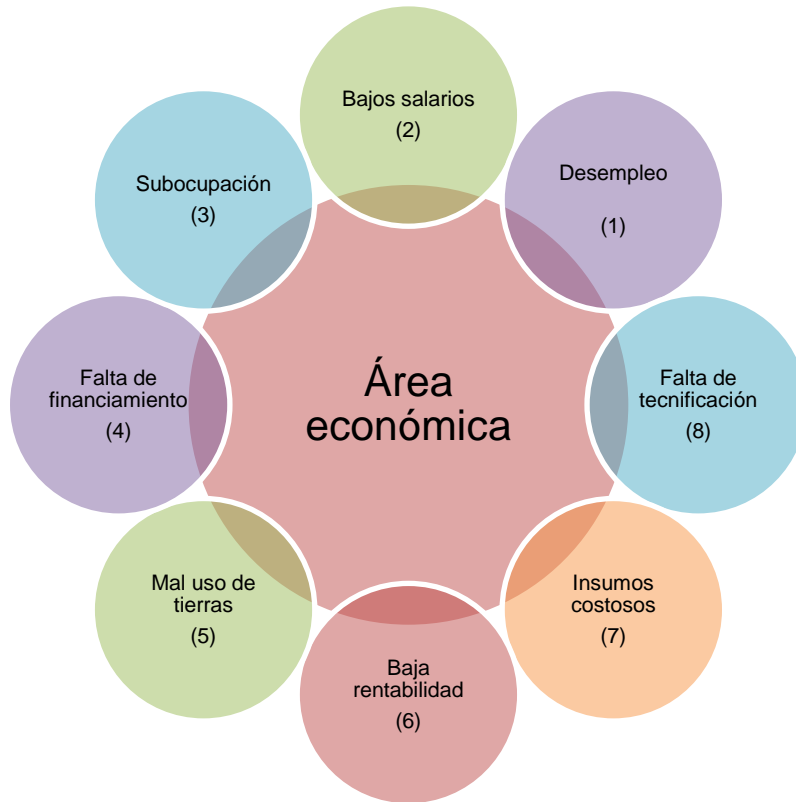 Bajos salarios
(2)
Desempleo
(1)
Subocupación
(3)
Área
económica
Falta de
financiamiento
(4)
Falta de
tecnificación
(8)
Mal uso de
tierras
(5)
Insumos
costosos
(7)
Baja
rentabilidad
(6)